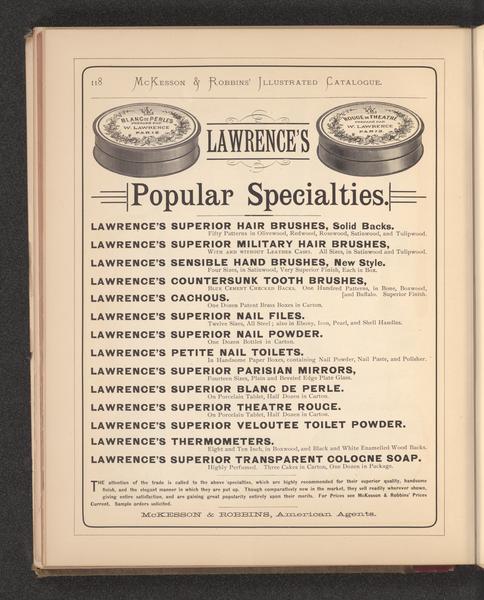 118 McKesson & Robbins' Illustrated Catalogue.
BLANC DE PERLES
PREPARÉ PAR
W. LAWRENCE
PARIS.
LAWRENCE'S
ROUGE DE THEATRE
PREPARÉ PAR
W. LAWRENCE
PARIS.
Popular Specialties.
LAWRENCE'S SUPERIOR HAIR BRUSHES, Solid Backs.
Fifty Patterns in Olivewood, Redwood, Rosewood, Satinwood, and Tulipwood.
LAWRENCE'S SUPERIOR MILITARY HAIR BRUSHES,
With and without Leather Cases. All Sizes, in Satinwood and Tulipwood.
LAWRENCE'S SENSIBLE HAND BRUSHES, New Style.
Four Sizes, in Satinwood, Very Superior Finish, Each in Box.
LAWRENCE'S COUNTERSUNK TOOTH BRUSHES,
Blue Cement Checked Backs. One Hundred Patterns, in Bone, Boxwood,
LAWRENCE'S CACHOUS. [and Buffalo. Superior Finish.
One Dozen Patent Brass Boxes in Carton.
LAWRENCE'S SUPERIOR NAIL FILES.
Twelve Sizes, All Steel; also in Ebony, Iron, Pearl, and Shell Handles.
LAWRENCE'S SUPERIOR NAIL POWDER.
One Dozen Bottles in Carton.
LAWRENCE'S PETITE NAIL TOILETS.
In Handsome Paper Boxes, containing Nail Powder, Nail Paste, and Polisher.
LAWRENCE'S SUPERIOR PARISIAN MIRRORS,
Fourteen Sizes, Plain and Beveled Edge Plate Glass.
LAWRENCE'S SUPERIOR BLANC DE PERLE.
On Porcelain Tablet, Half Dozen in Carton.
LAWRENCE'S SUPERIOR THEATRE ROUGE.
On Porcelain Tablet, Half Dozen in Carton.
LAWRENCE'S SUPERIOR VELOUTEE TOILET POWDER.
LAWRENCE'S THERMOMETERS.
Eight and Ten Inch, in Boxwood, and Black and White Enamelled Wood Backs.
LAWRENCE'S SUPERIOR TRANSPARENT COLOGNE SOAP.
Highly Perfumed. Three Cakes in Carton, One Dozen in Package.
THE attention of the trade is called to the above specialties, which are highly recommended for their superior quality, handsome
finish, and the elegant manner in which they are put up. Though comparatively new in the market, they sell readily wherever shown,
giving entire satisfaction, and are gaining great popularity entirely upon their merits. For Prices see McKesson & Robbins' Prices
Current. Sample orders solicited.
McKESSON & ROBBINS, American Agents.